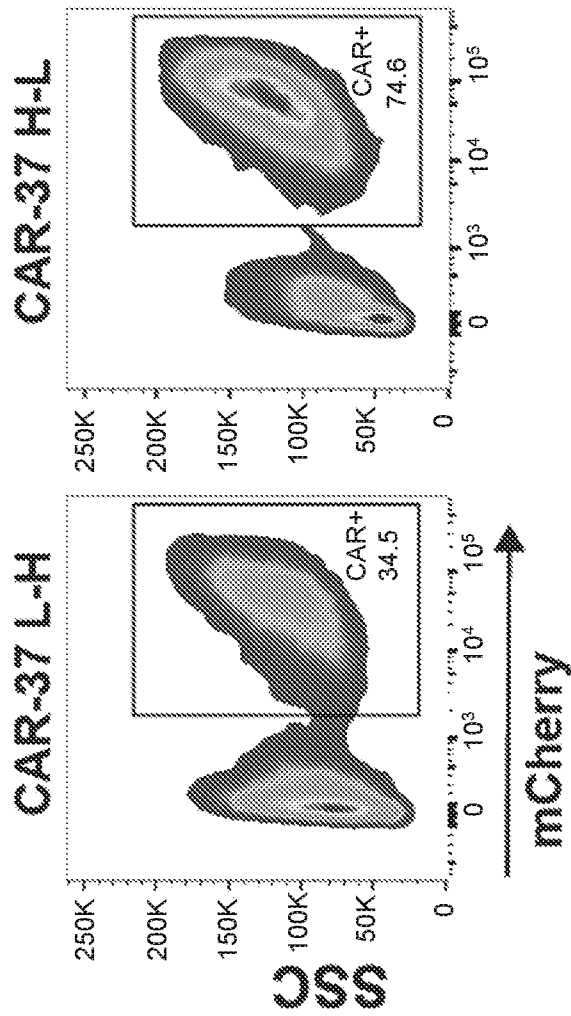 CAR-37 L-H
CAR-37 H-L
SSC
250K
200K
150K
100K
50K
0
CAR+
34.5
0
10³
10⁴
10⁵
250K
200K
150K
100K
50K
0
CAR+
74.6
0
10³
10⁴
10⁵
mCherry